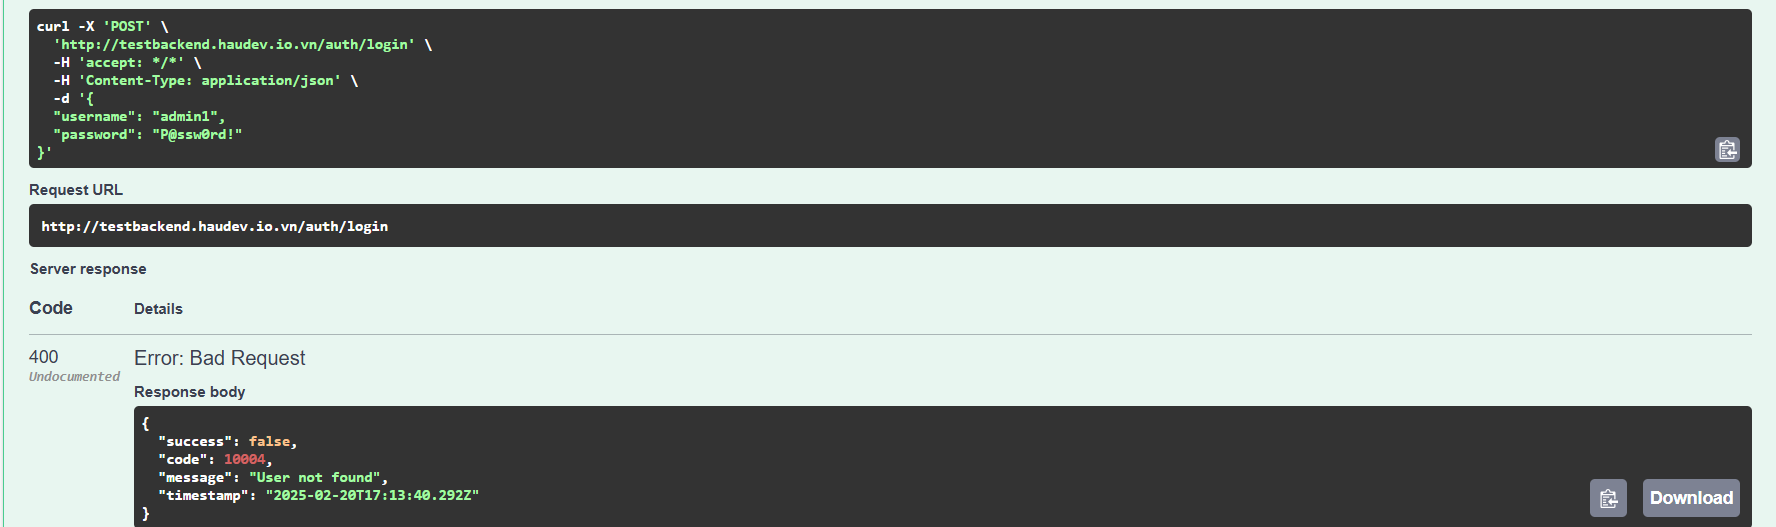 curl -X 'POST' \
  'http://testbackend.haudev.io.vn/auth/login' \
  -H 'accept: */*' \
  -H 'Content-Type: application/json' \
  -d '{
  "username": "admin1",
  "password": "P@ssw0rd!"
}'
Request URL
http://testbackend.haudev.io.vn/auth/login
Server response
Code Details
400 Error: Bad Request
Undocumented
Response body
{
  "success": false,
  "code": 10004,
  "message": "User not found",
  "timestamp": "2025-02-20T17:13:40.292Z"
}
Download